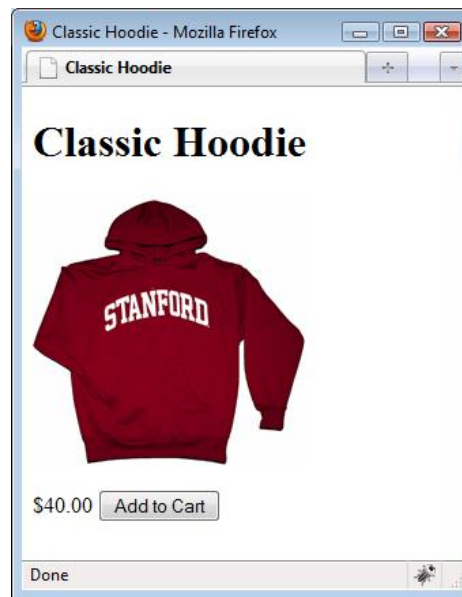 Classic Hoodie - Mozilla Firefox
Classic Hoodie
Classic Hoodie
STANFORD
$40.00 Add to Cart
Done